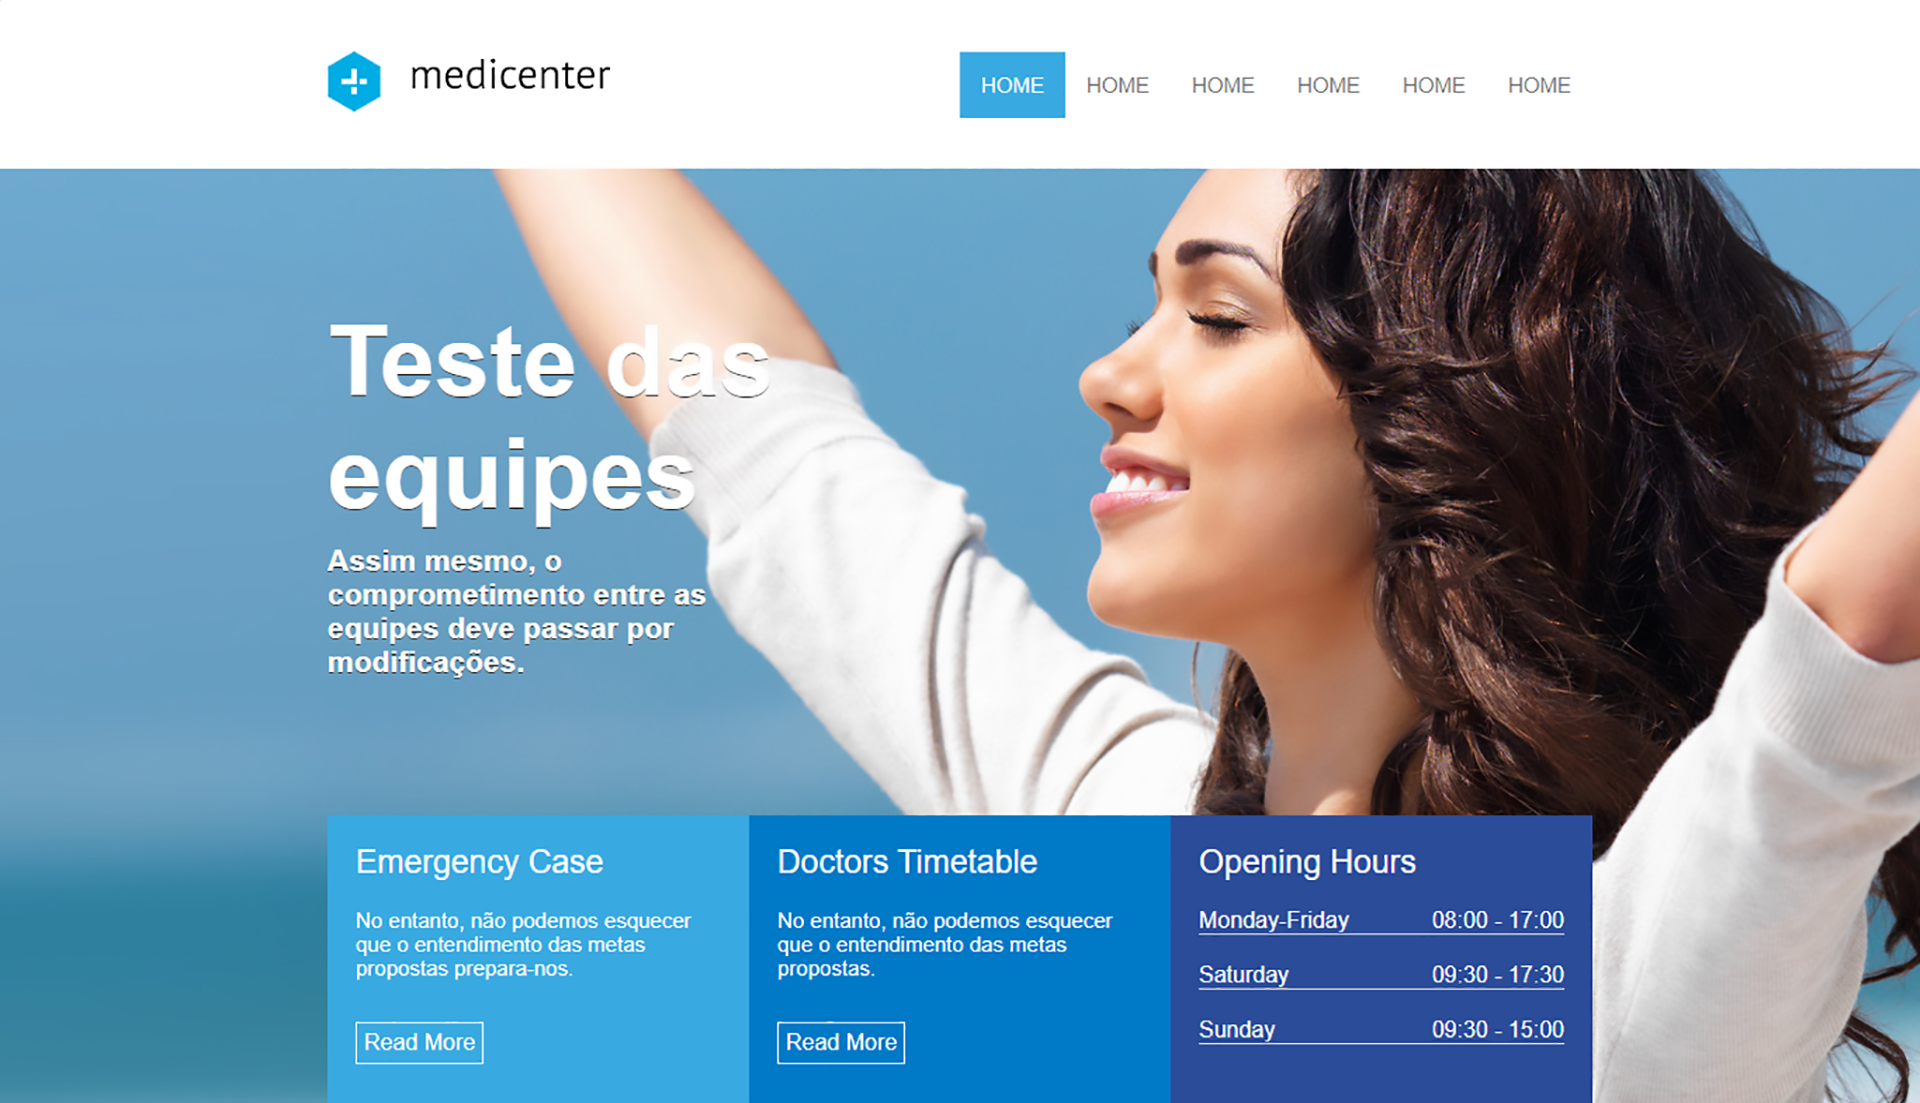 medicenter
HOME HOME HOME HOME HOME HOME
Teste das
equipes
Assim mesmo, o
comprometimento entre as
equipes deve passar por
modificações.
Emergency Case
No entanto, não podemos esquecer
que o entendimento das metas
propostas prepara-nos.
Read More
Doctors Timetable
No entanto, não podemos esquecer
que o entendimento das metas
propostas.
Read More
Opening Hours
Monday-Friday 08:00 - 17:00
Saturday 09:30 - 17:30
Sunday 09:30 - 15:00